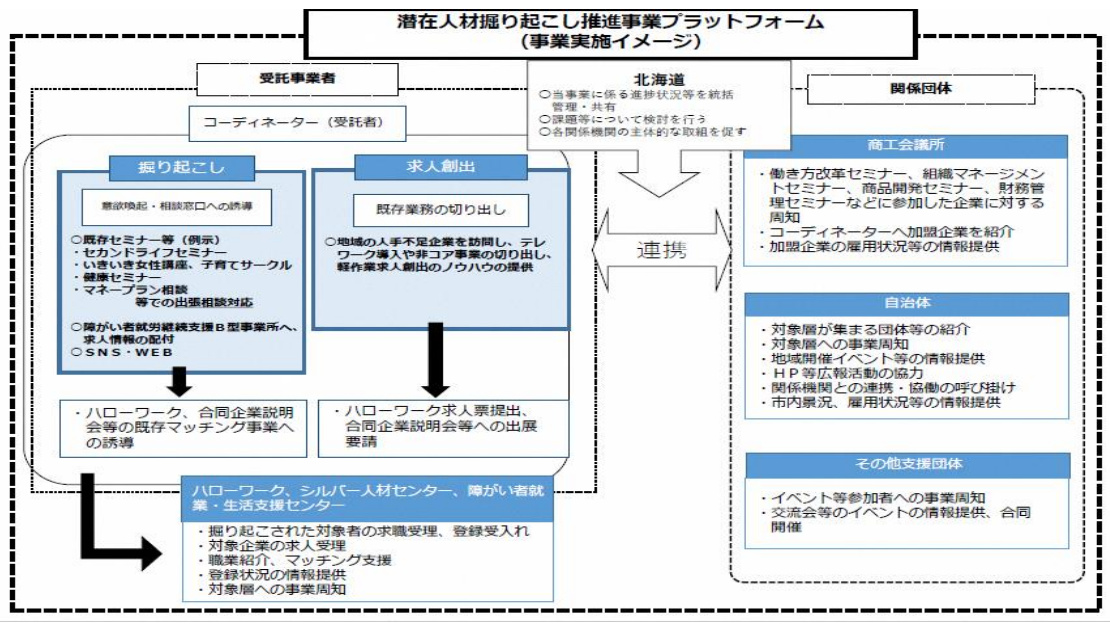 潜在人材掘り起こし推進事業プラットフォーム
（事業実施イメージ）
受託事業者
コーディネーター（受託者）
掘り起こし
意欲喚起・相談窓口への誘導
○既存セミナー等（例示）
・セカンドライフセミナー
・いきいき女性講座、子育てサークル
・健康セミナー
・マネープラン相談
等での出張相談対応
○障がい者就労継続支援Ｂ型事業所へ、
求人情報の配付
○ＳＮＳ・ＷＥＢ
・ハローワーク、合同企業説明
会等の既存マッチング事業へ
の誘導
求人創出
既存業務の切り出し
○地域の人手不足企業を訪問し、テレ
ワーク導入や非コア事業の切り出し、
軽作業求人創出のノウハウの提供
・ハローワーク求人票提出、
合同企業説明会等への出展
要請
ハローワーク、シルバー人材センター、障がい者就
業・生活支援センター
・掘り起こされた対象者の求職受理、登録受入れ
・対象企業の求人受理
・職業紹介、マッチング支援
・登録状況の情報提供
・対象層への事業周知
北海道
○当事業に係る進捗状況等を統括
管理・共有
○課題等について検討を行う
○各関係機関の主体的な取組を促す
連携
関係団体
商工会議所
・働き方改革セミナー、組織マネージメン
トセミナー、商品開発セミナー、財務管
理セミナーなどに参加した企業に対する
周知
・コーディネーターへ加盟企業を紹介
・加盟企業の雇用状況等の情報提供
自治体
・対象層が集まる団体等の紹介
・対象層への事業周知
・地域開催イベント等の情報提供
・ＨＰ等広報活動の協力
・関係機関との連携・協働の呼び掛け
・市内景況、雇用状況等の情報提供
その他支援団体
・イベント等参加者への事業周知
・交流会等のイベントの情報提供、合同
開催